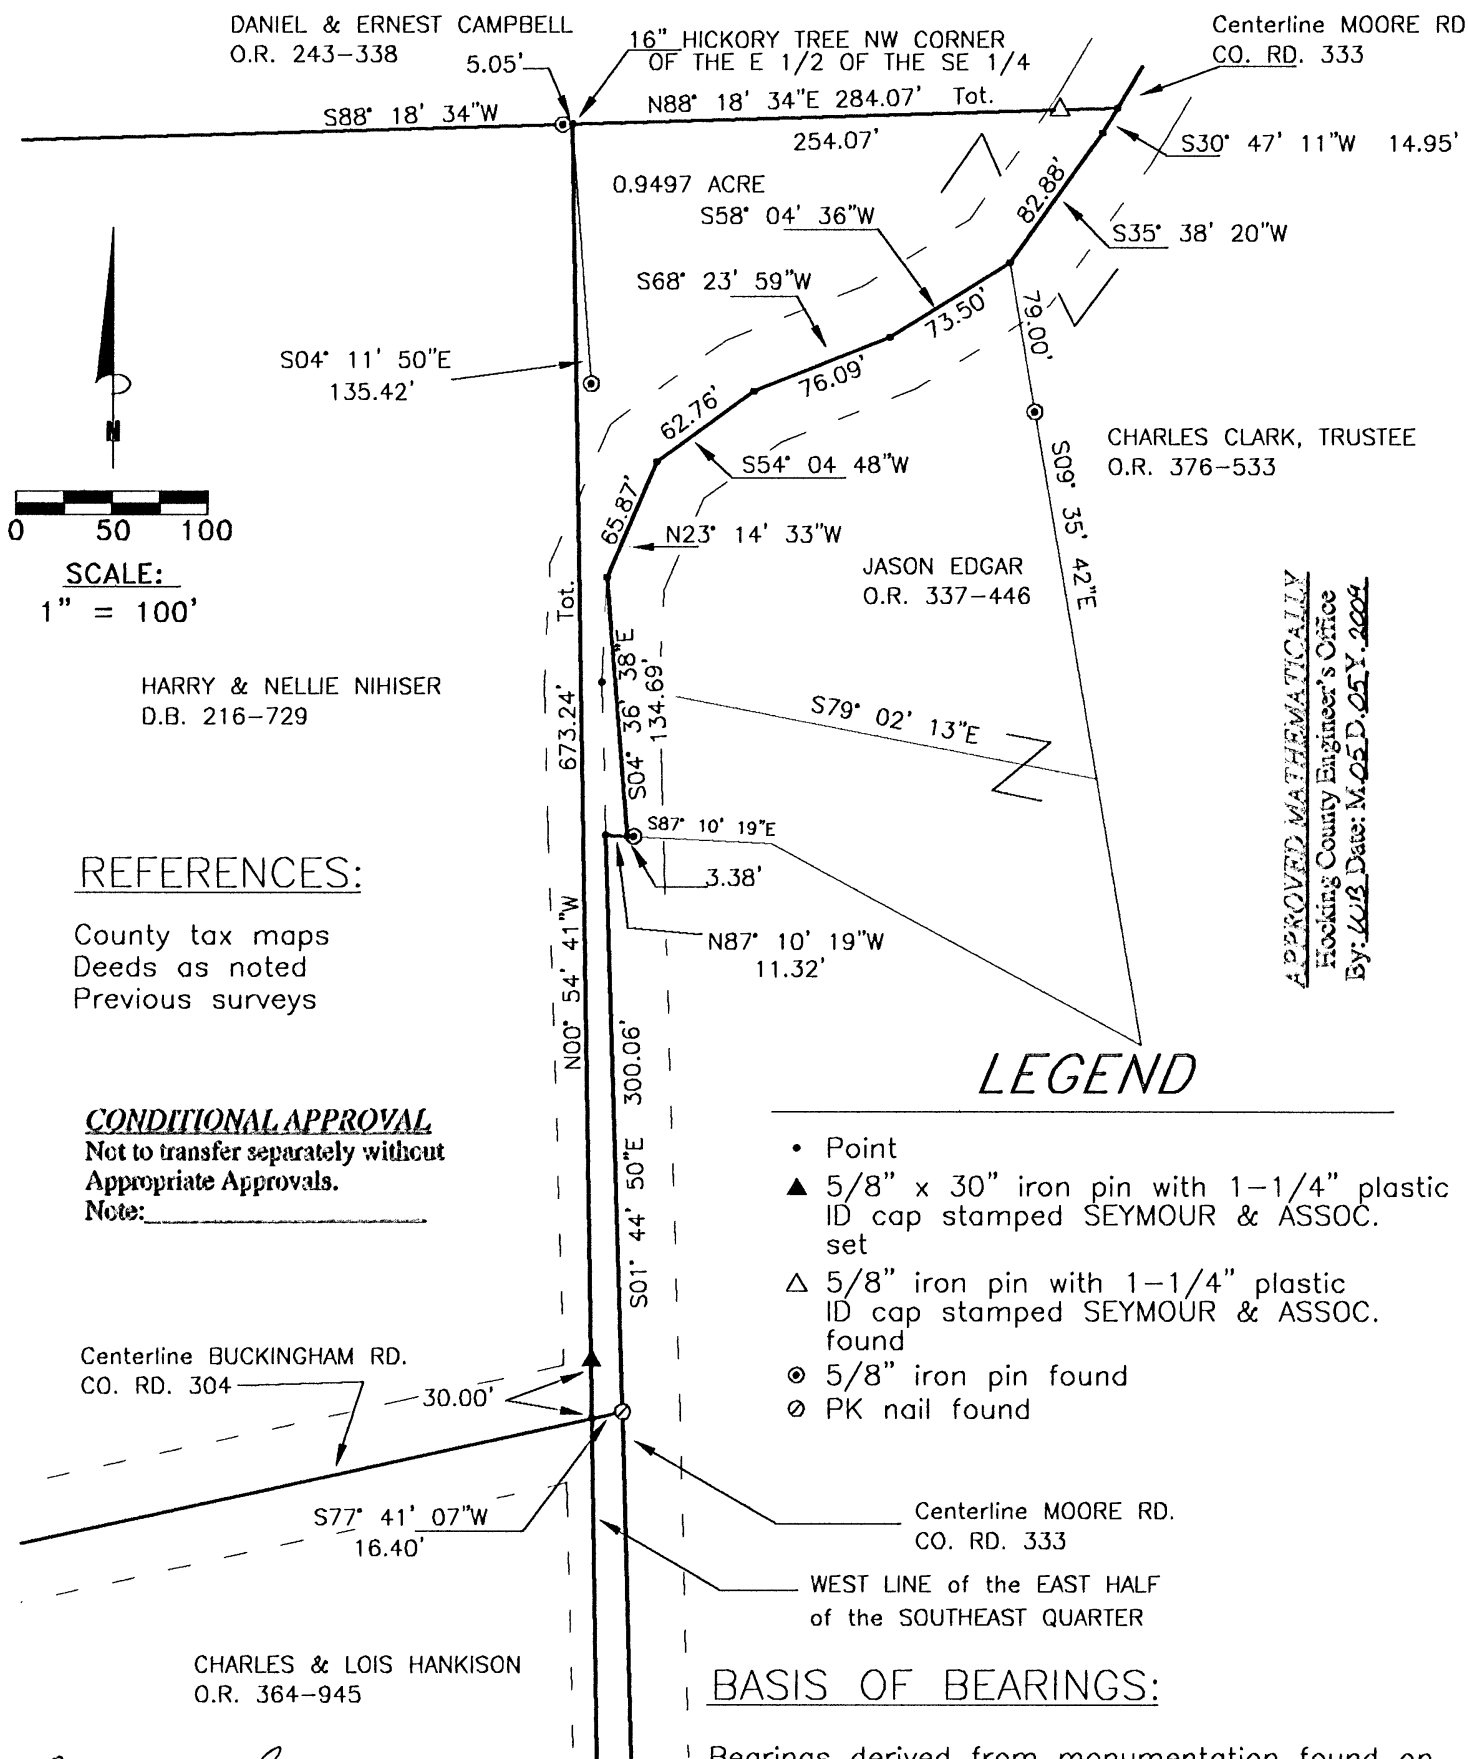 DANIEL & ERNEST CAMPBELL
O.R. 243-338
5.05'
16" HICKORY TREE NW CORNER
OF THE E 1/2 OF THE SE 1/4
Centerline MOORE RD
CO. RD. 333
S88° 18' 34"W
N88° 18' 34"E 284.07' Tot.
254.07'
S30° 47' 11"W 14.95'
0.9497 ACRE
S58° 04' 36"W
82.88'
S35° 38' 20"W
S68° 23' 59"W
73.50'
79.00'
S04° 11' 50"E
135.42'
76.09'
62.76'
N
CHARLES CLARK, TRUSTEE
O.R. 376-533
S54° 04 48"W
S09° 35' 42"E
0 50 100
SCALE:
1" = 100'
65.87'
N23° 14' 33"W
JASON EDGAR
O.R. 337-446
673.24' Tot.
S04° 36' 38"E
134.69'
HARRY & NELLIE NIHISER
D.B. 216-729
S79° 02' 13"E
APPROVED MATHEMATICALLY
Hocking County Engineer's Office
By: WB Date: M.05 D.05 Y.2009
S87° 10' 19"E
3.38'
REFERENCES:
County tax maps
Deeds as noted
Previous surveys
N00° 54' 41"W
N87° 10' 19"W
11.32'
S01° 44' 50"E 300.06'
CONDITIONAL APPROVAL
Not to transfer separately without
Appropriate Approvals.
Note:
LEGEND
Point
5/8" x 30" iron pin with 1-1/4" plastic
ID cap stamped SEYMOUR & ASSOC.
set
5/8" iron pin with 1-1/4" plastic
ID cap stamped SEYMOUR & ASSOC.
found
5/8" iron pin found
PK nail found
Centerline BUCKINGHAM RD.
CO. RD. 304
30.00'
S77° 41' 07"W
16.40'
Centerline MOORE RD.
CO. RD. 333
WEST LINE of the EAST HALF
of the SOUTHEAST QUARTER
CHARLES & LOIS HANKISON
O.R. 364-945
BASIS OF BEARINGS:
Bearings derived from monumentation found on